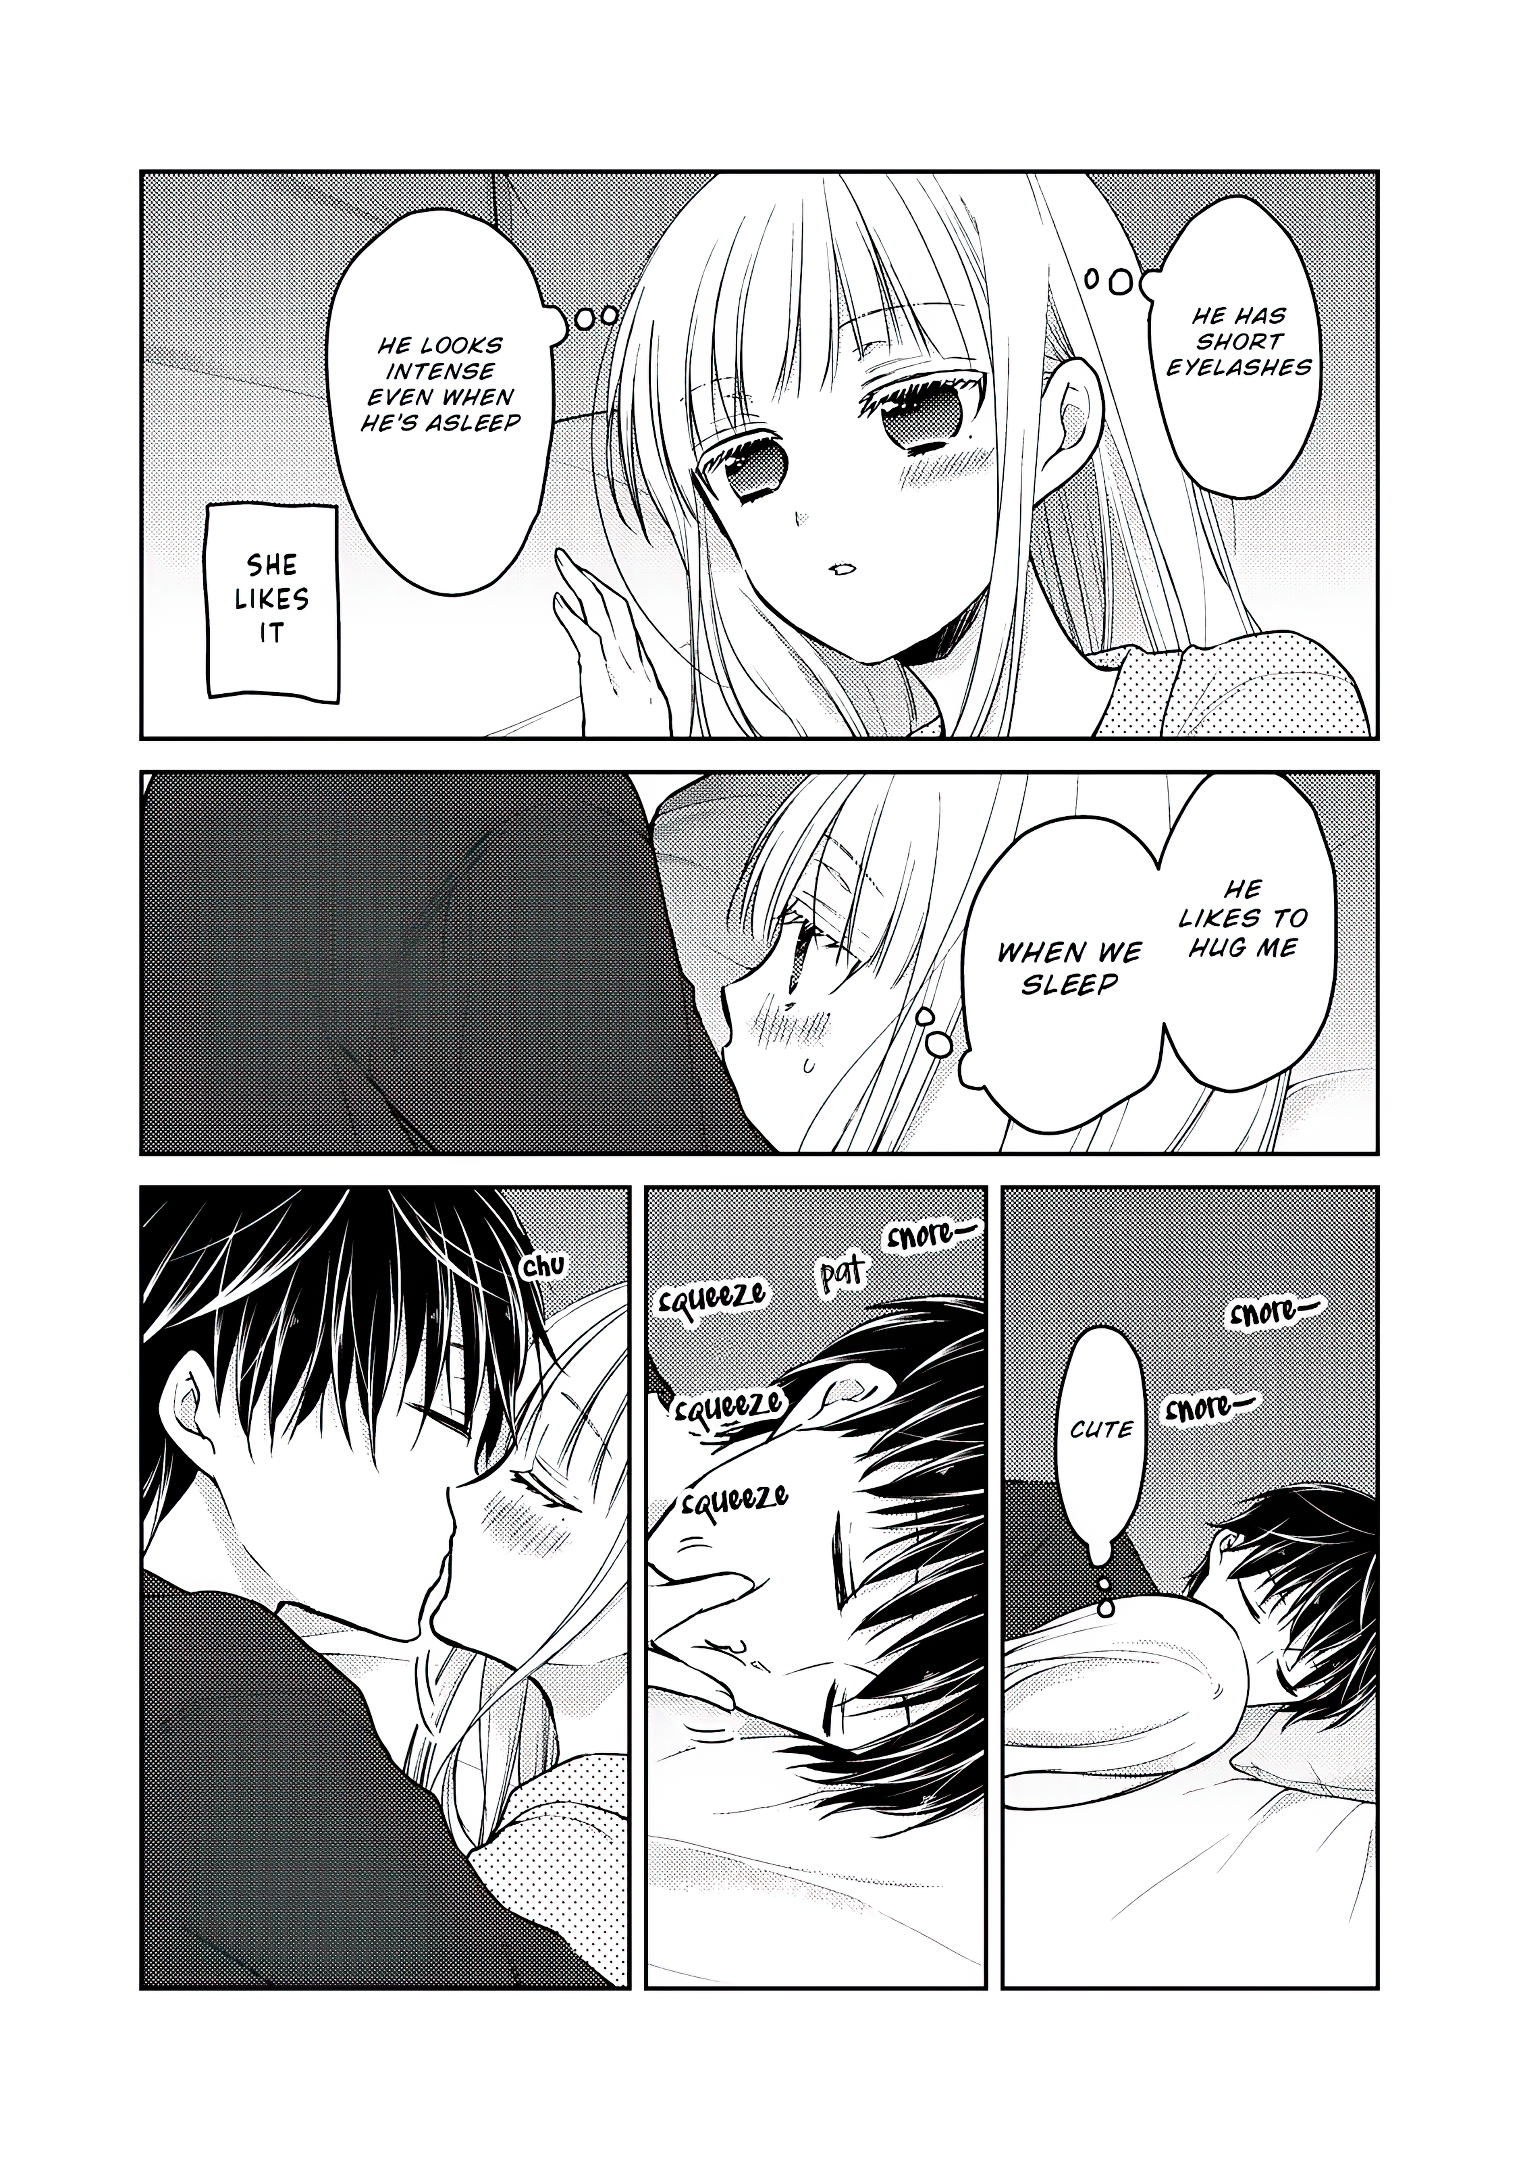 HE HAS
SHORT
EYELASHES
HE LOOKS
INTENSE
EVEN WHEN
HE'S ASLEEP
SHE
LIKES
IT
HE
LIKES TO
HUG ME
WHEN WE
SLEEP
snore—
snore—
CUTE
snore—
pat
squeeze
squeeze
squeeze
chu